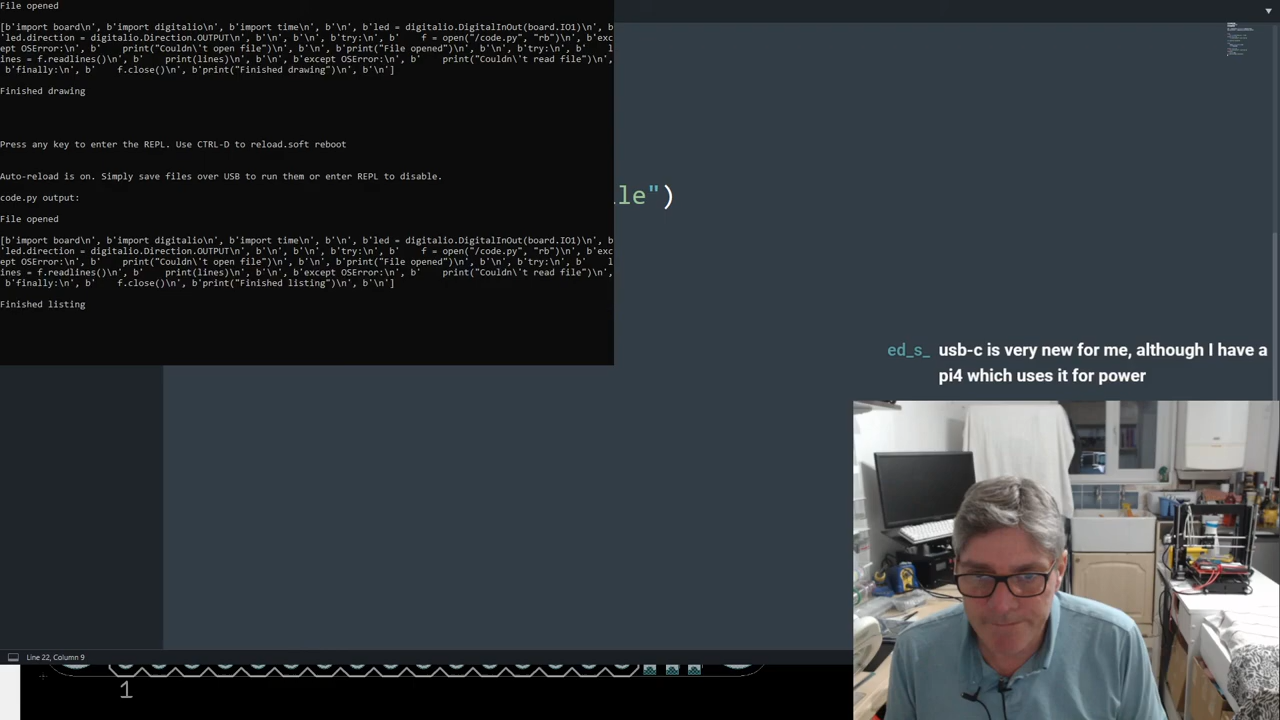 File opened
[b'import board\n', b'import digitalio\n', b'import time\n', b'\n', b'led = digitalio.DigitalInOut(board.IO1)\n', b
'led.direction = digitalio.Direction.OUTPUT\n', b'\n', b'\n', b'try:\n', b'    f = open("/code.py", "rb")\n', b'exc
ept OSError:\n', b'    print("Couldn\'t open file")\n', b'\n', b'print("File opened")\n', b'try:\n', b'    l
ines = f.readlines()\n', b'    print(lines)\n', b'\n', b'except OSError:\n', b'    print("Couldn\'t read file")\n',
b'finally:\n', b'    f.close()\n', b'print("Finished drawing")\n', b'\n']
Finished drawing
Press any key to enter the REPL. Use CTRL-D to reload.soft reboot
Auto-reload is on. Simply save files over USB to run them or enter REPL to disable.
code.py output:
File opened
[b'import board\n', b'import digitalio\n', b'import time\n', b'\n', b'led = digitalio.DigitalInOut(board.IO1)\n', b
'led.direction = digitalio.Direction.OUTPUT\n', b'\n', b'\n', b'try:\n', b'    f = open("/code.py", "rb")\n', b'exc
ept OSError:\n', b'    print("Couldn\'t open file")\n', b'\n', b'print("File opened")\n', b'try:\n', b'    l
ines = f.readlines()\n', b'    print(lines)\n', b'\n', b'except OSError:\n', b'    print("Couldn\'t read file")\n',
b'finally:\n', b'    f.close()\n', b'print("Finished listing")\n', b'\n']
Finished listing
le")
ed_s_ usb-c is very new for me, although I have a
pi4 which uses it for power
Line 22, Column 9
1